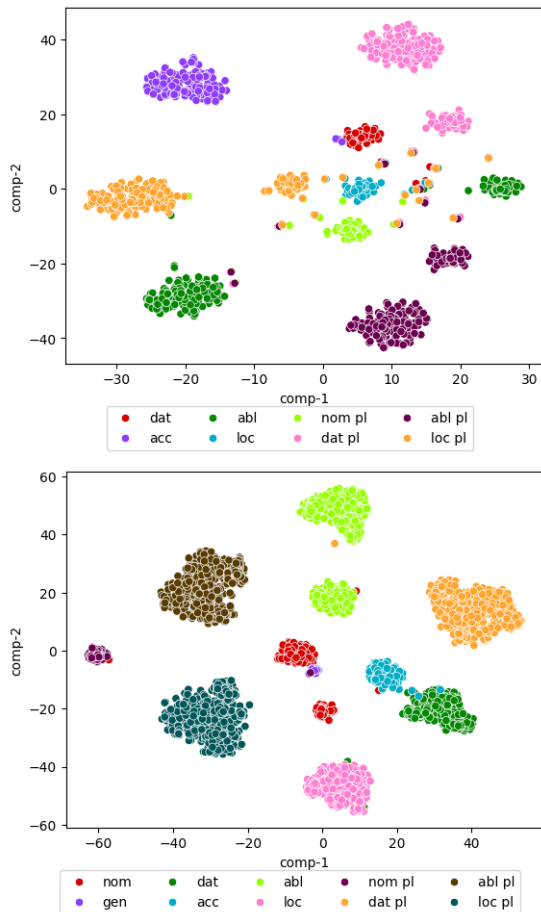 40
20
0
−20
−40
comp-2
−30 −20 −10 0 10 20 30
comp-1
dat abl nom pl abl pl
acc loc dat pl loc pl
60
40
20
0
−20
−40
−60
comp-2
−60 −40 −20 0 20 40
comp-1
nom dat abl nom pl abl pl
gen acc loc dat pl loc pl